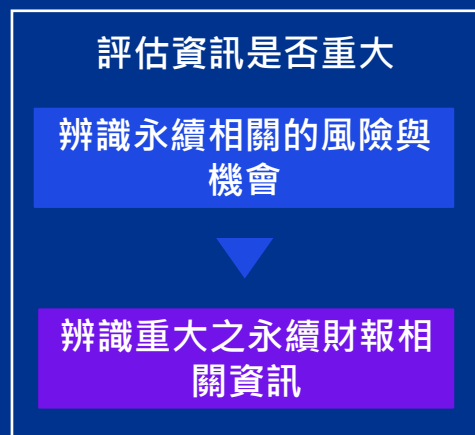 評估資訊是否重大
辨識永續相關的風險與
機會
辨識重大之永續財報相
關資訊